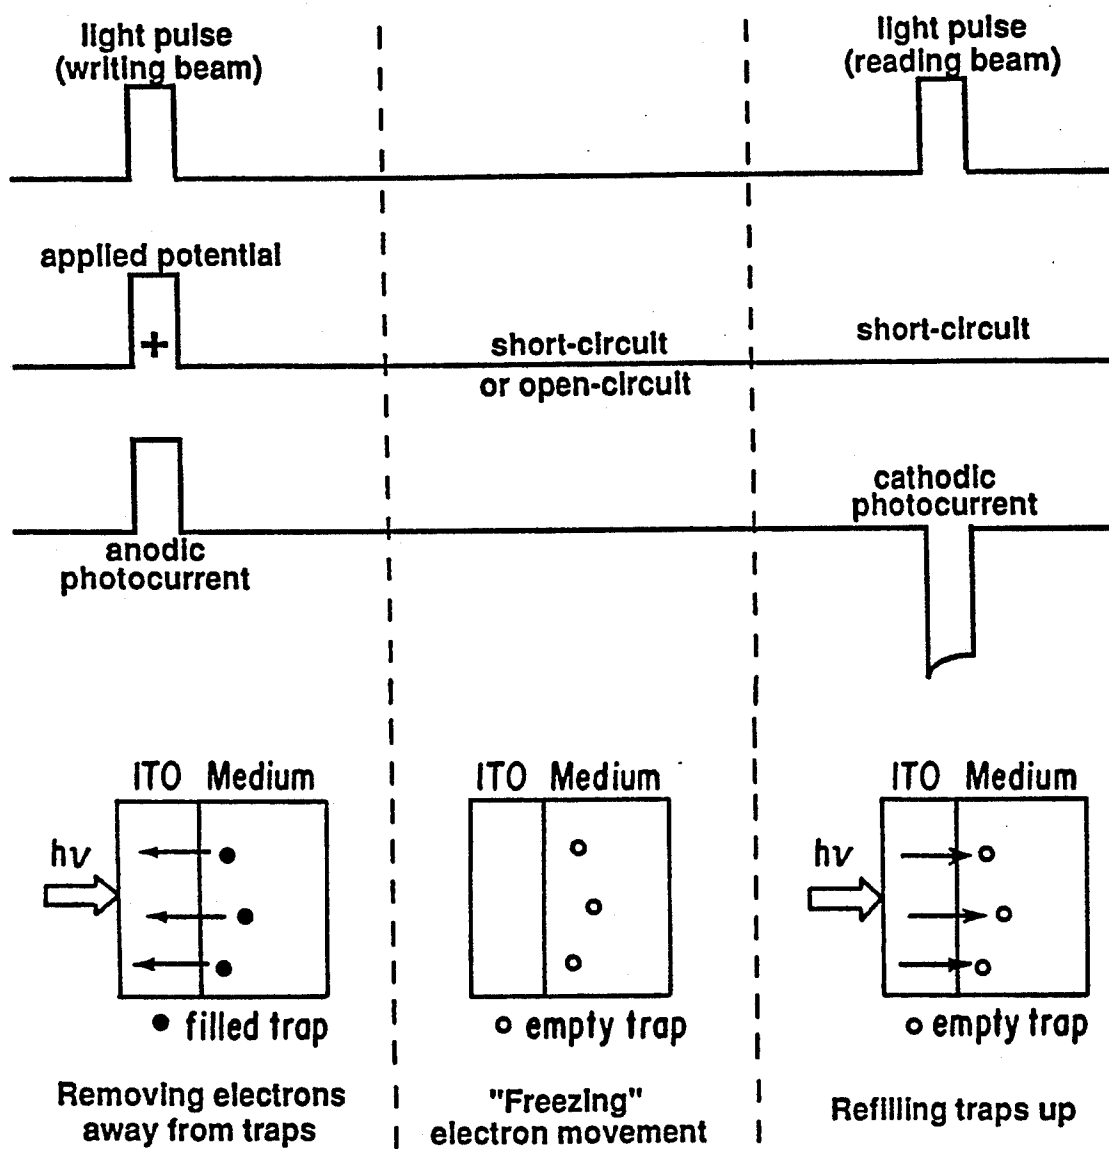 light pulse
(writing beam)
light pulse
(reading beam)
applied potential
+
short-circuit
or open-circuit
short-circuit
anodic
photocurrent
cathodic
photocurrent
ITO Medium
hν
● filled trap
ITO Medium
o empty trap
ITO Medium
hν
o empty trap
Removing electrons
away from traps
"Freezing"
electron movement
Refilling traps up